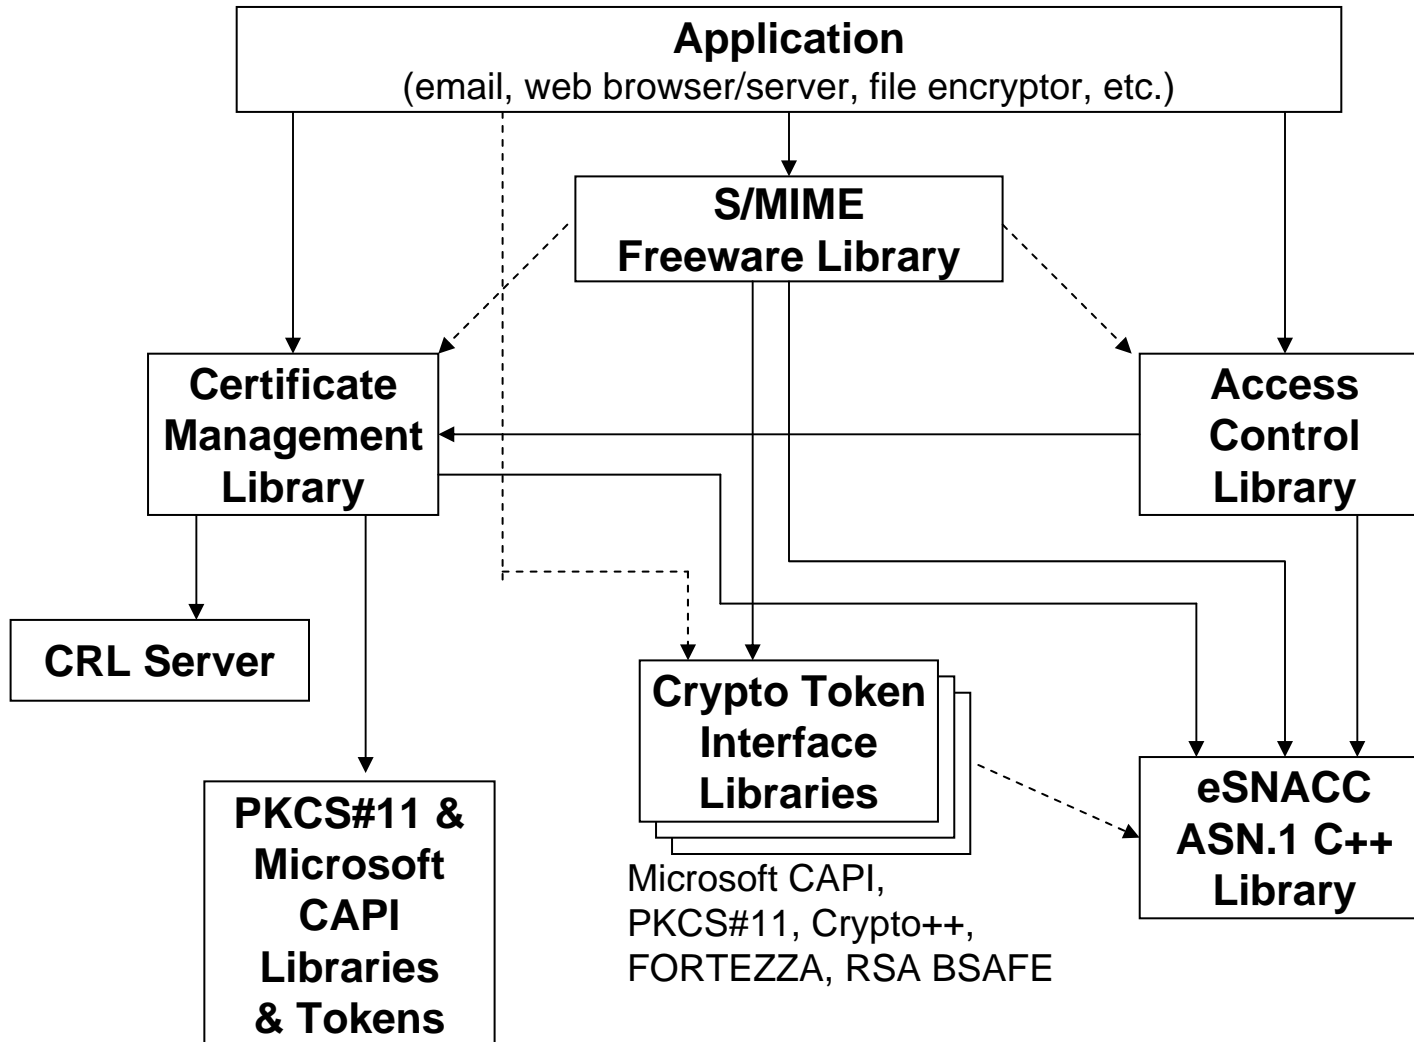 Application
(email, web browser/server, file encryptor, etc.)
S/MIME
Freeware Library
Certificate
Management
Library
Access
Control
Library
CRL Server
Crypto Token
Interface
Libraries
PKCS#11 &
Microsoft
CAPI
Libraries
& Tokens
eSNACC
ASN.1 C++
Library
Microsoft CAPI,
PKCS#11, Crypto++,
FORTEZZA, RSA BSAFE